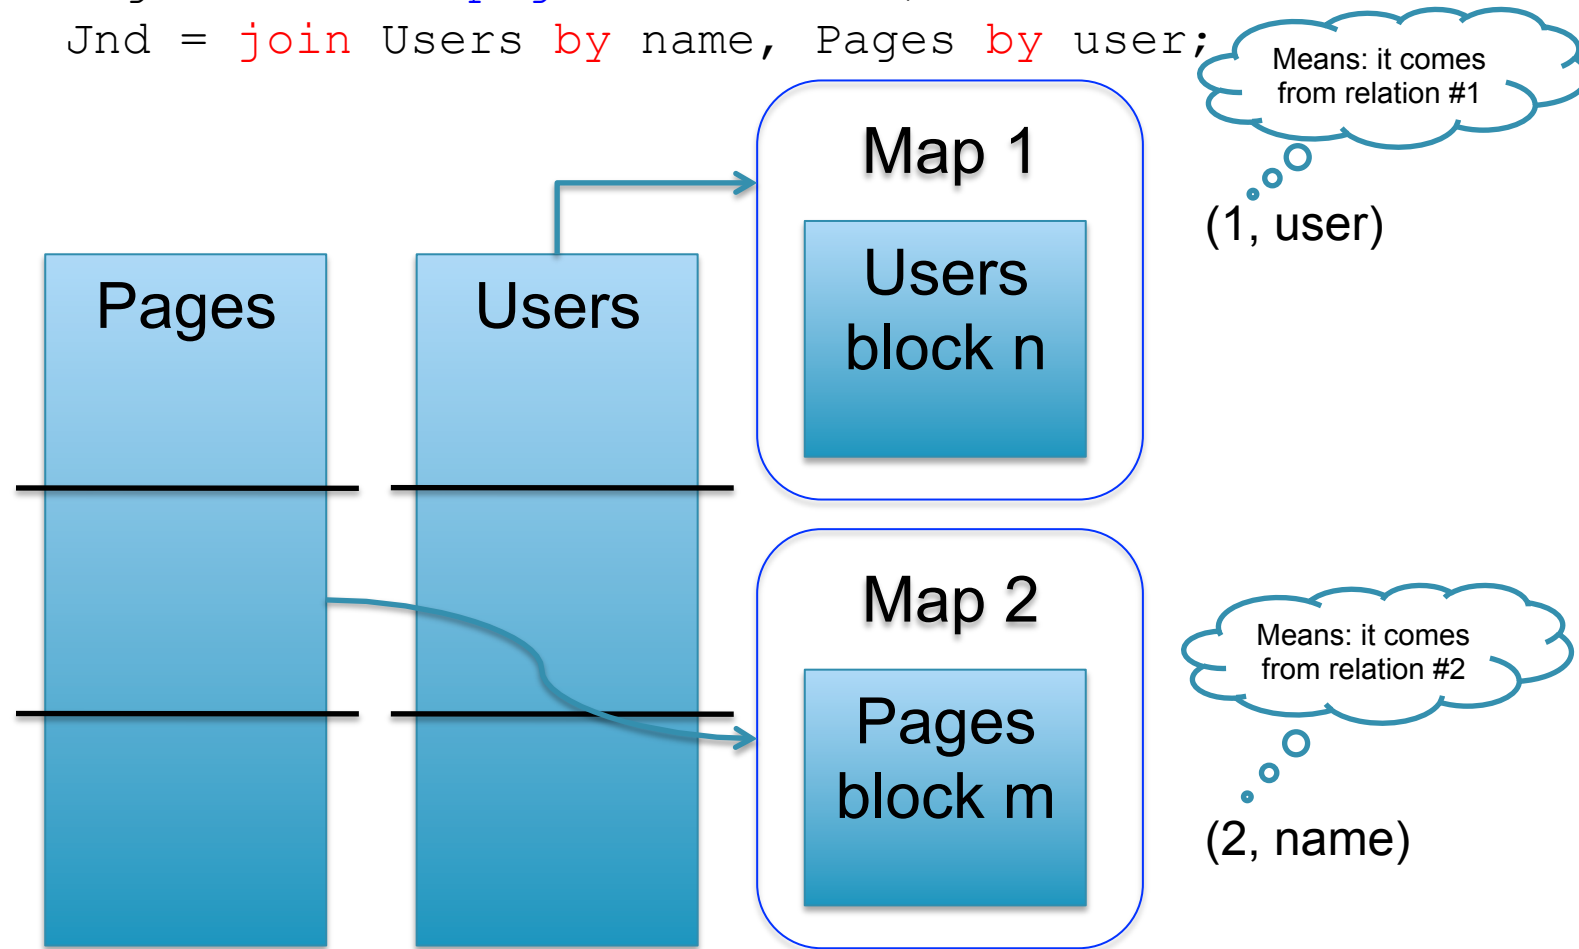 Jnd = join Users by name, Pages by user;
Means: it comes
from relation #1
Map 1
(1, user)
Users
block n
Pages
Users
Map 2
Means: it comes
from relation #2
Pages
block m
(2, name)